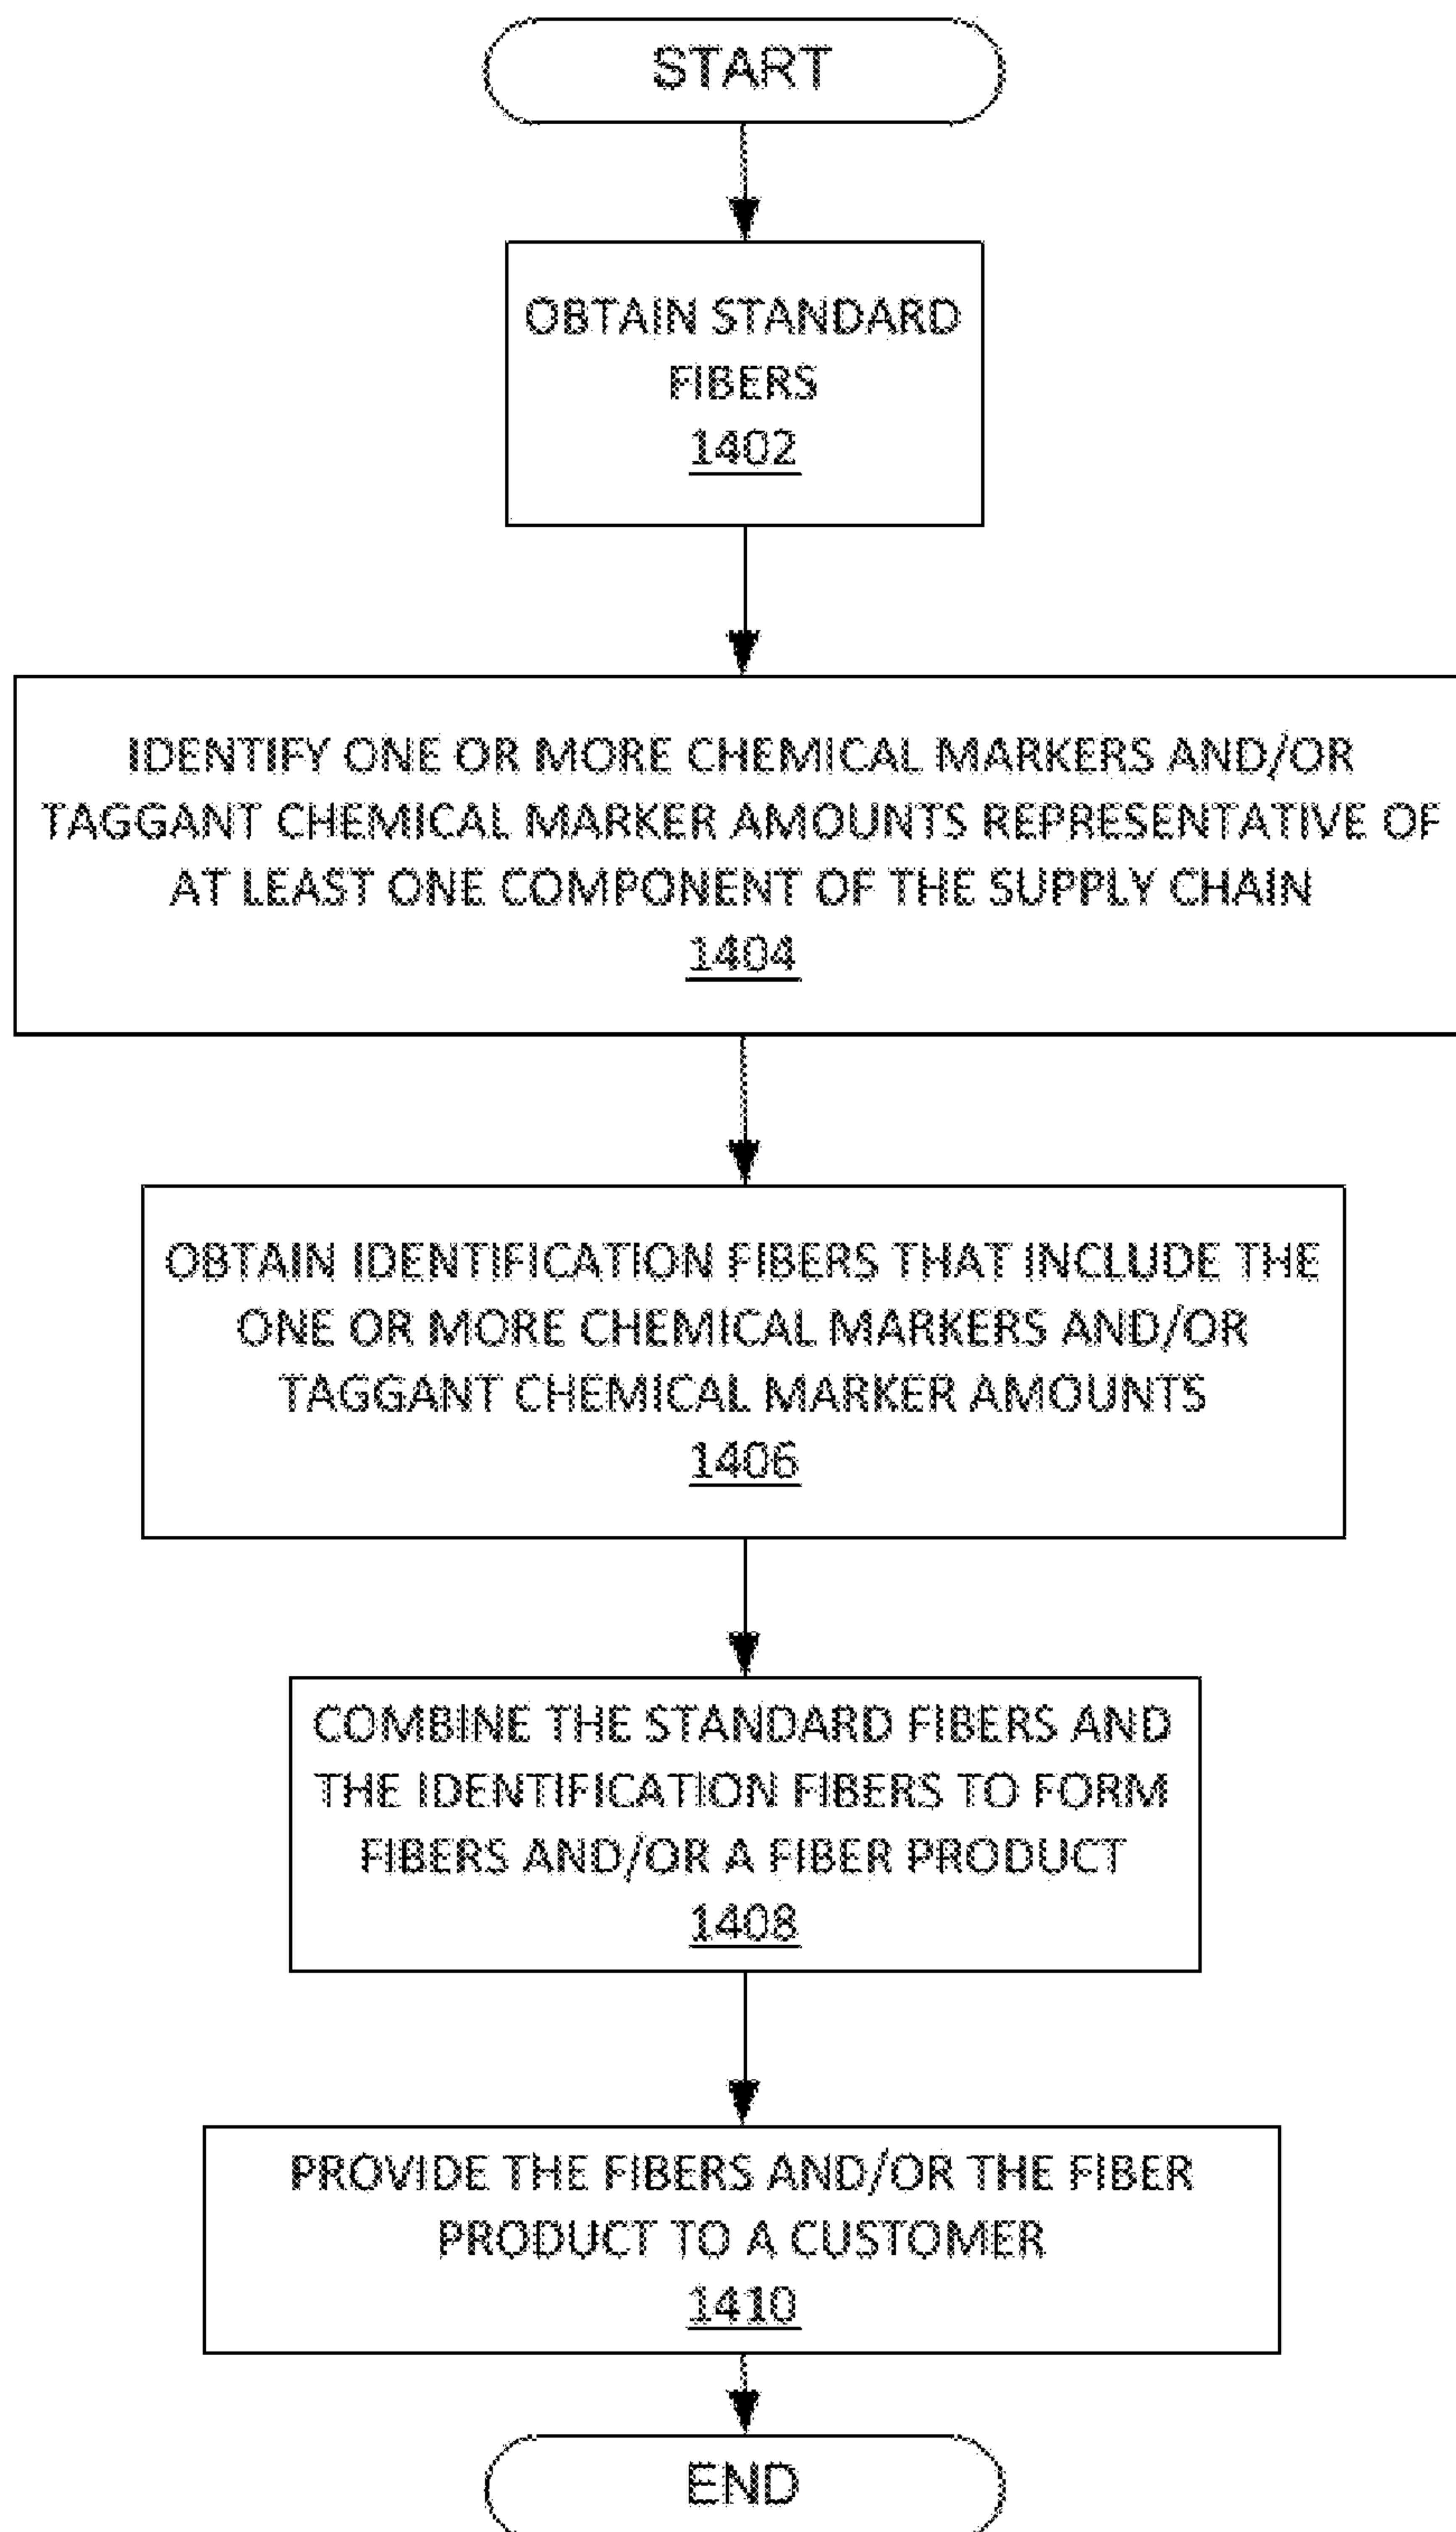 START
OBTAIN STANDARD
FIBERS
1402
IDENTIFY ONE OR MORE CHEMICAL MARKERS AND/OR
TAGGANT CHEMICAL MARKER AMOUNTS REPRESENTATIVE OF
AT LEAST ONE COMPONENT OF THE SUPPLY CHAIN
1404
OBTAIN IDENTIFICATION FIBERS THAT INCLUDE THE
ONE OR MORE CHEMICAL MARKERS AND/OR
TAGGANT CHEMICAL MARKER AMOUNTS
1406
COMBINE THE STANDARD FIBERS AND
THE IDENTIFICATION FIBERS TO FORM
FIBERS AND/OR A FIBER PRODUCT
1408
PROVIDE THE FIBERS AND/OR THE FIBER
PRODUCT TO A CUSTOMER
1410
END